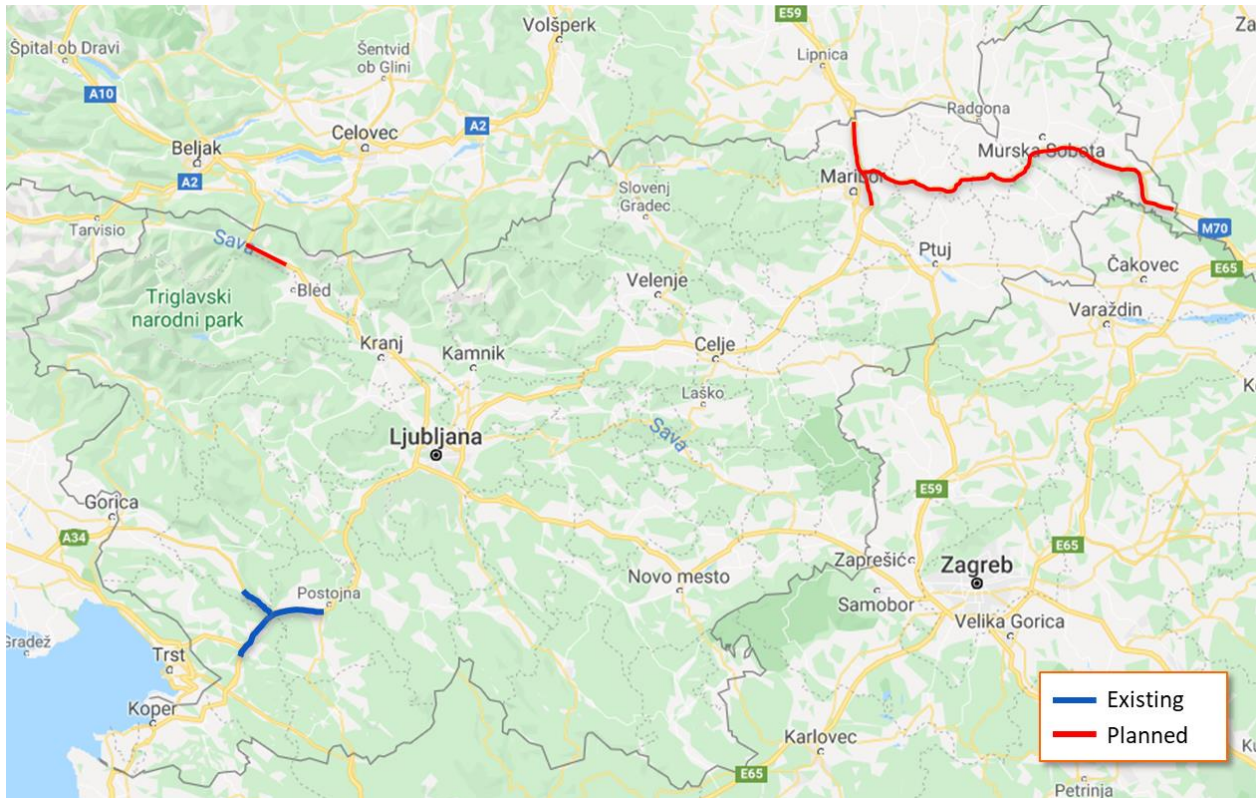 E59
Volšperk
Za
Špital ob Dravi
Šentvid
ob Glini
Lipnica
A10
Radgona
A2
Celovec
Beljak
Murska Sobota
A2
Slovenj
Gradec
Maribor
Tarvisio
Sava
M70
Ptuj
Čakovec
E65
Velenje
Bled
Triglavski
narodni park
Varaždin
Kranj
Kamnik
Celje
Laško
Ljubljana
Sava
E59
Gorica
A34
E65
Zaprešić
Zagreb
Novo mesto
Postojna
Samobor
Velika Gorica
Gradež
Trst
Koper
Existing
Planned
Karlovec
E65
Petrinja